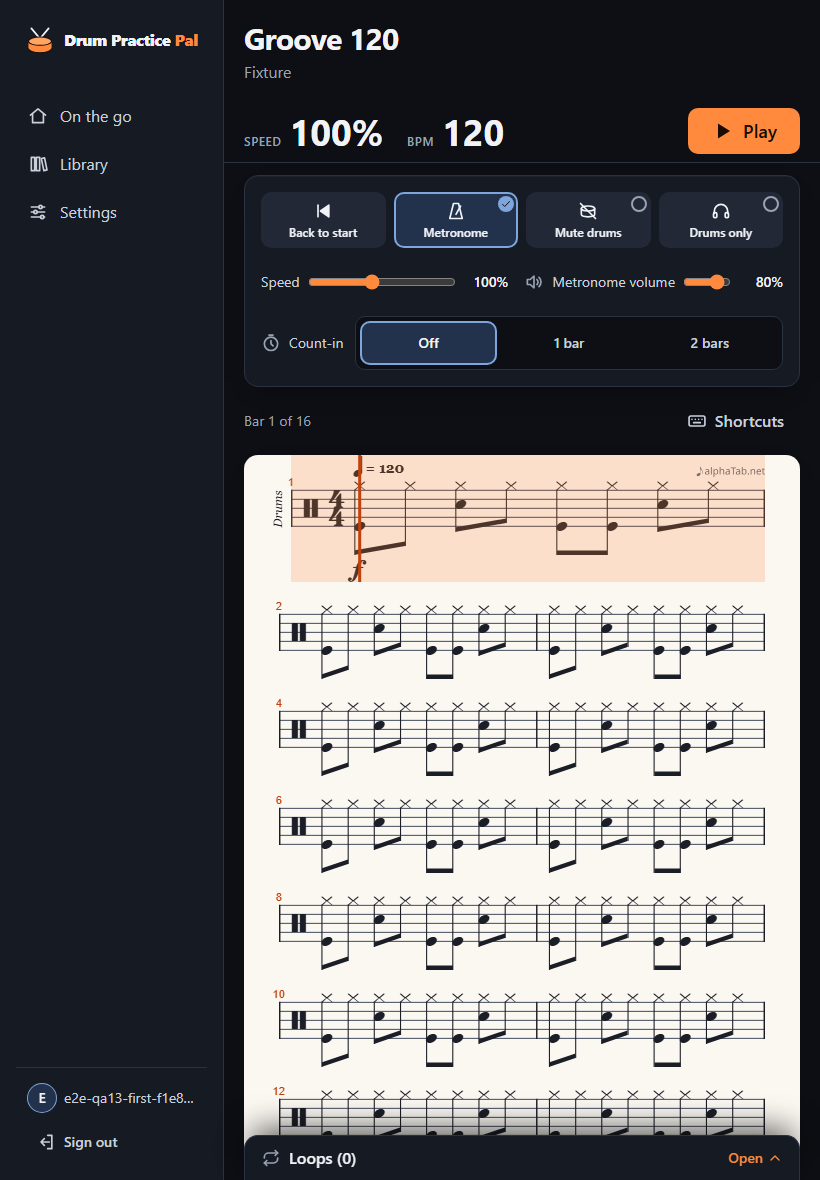 Drum Practice Pal
On the go
Library
Settings
e2e-qa13-first-f1e8...
E
Sign out
Groove 120
Fixture
SPEED 100% BPM 120
Play
Back to start
Metronome
Mute drums
Drums only
Speed 100%
Metronome volume 80%
Count-in
Off
1 bar
2 bars
Bar 1 of 16
Shortcuts
= 120
alphaTab.net
1
Drums
4
4
f
2
4
6
8
10
12
Loops (0)
Open